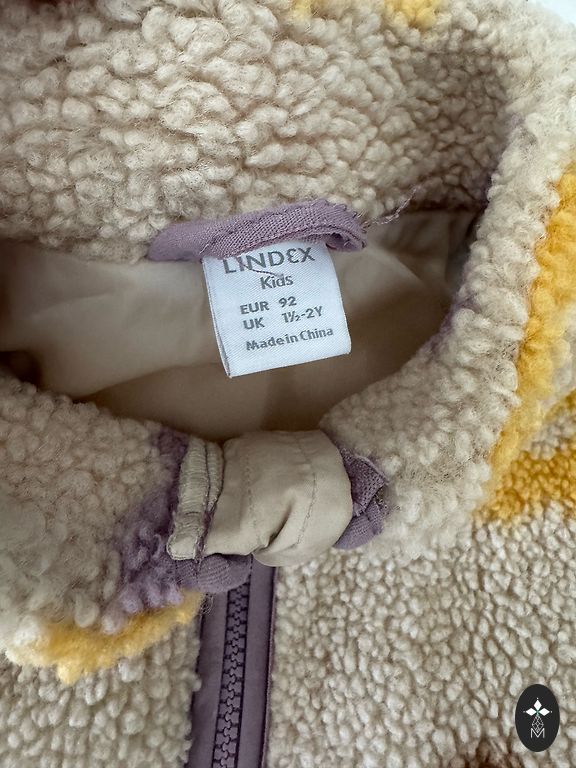 LINDEX
Kids
EUR 92
UK 1½-2Y
Made in China